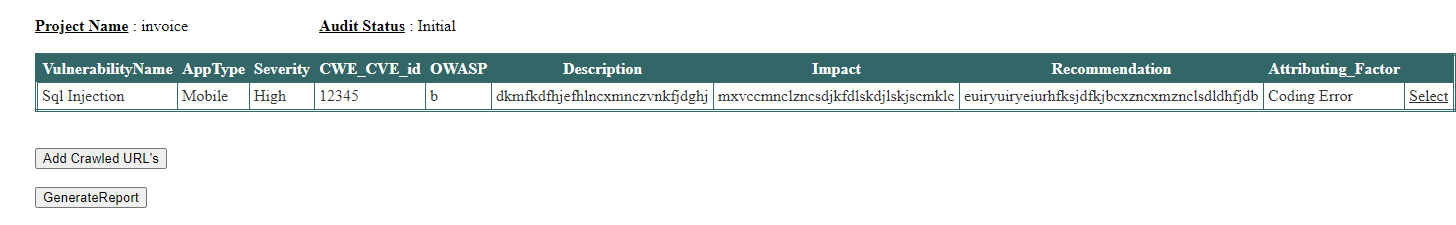 Project Name : invoice Audit Status : Initial
VulnerabilityName AppType Severity CWE_CVE_id OWASP Description Impact Recommendation Attributing_Factor
Sql Injection Mobile High 12345 b dkmfkdfhjefhlncxmnczvnkfjdghj mxvccmnclzncsdjkfdlskdjlskjscmklc euiryuiryeiurhfksjdfkjbcxzncxmznclsdldhfjdb Coding Error Select
Add Crawled URL's
GenerateReport